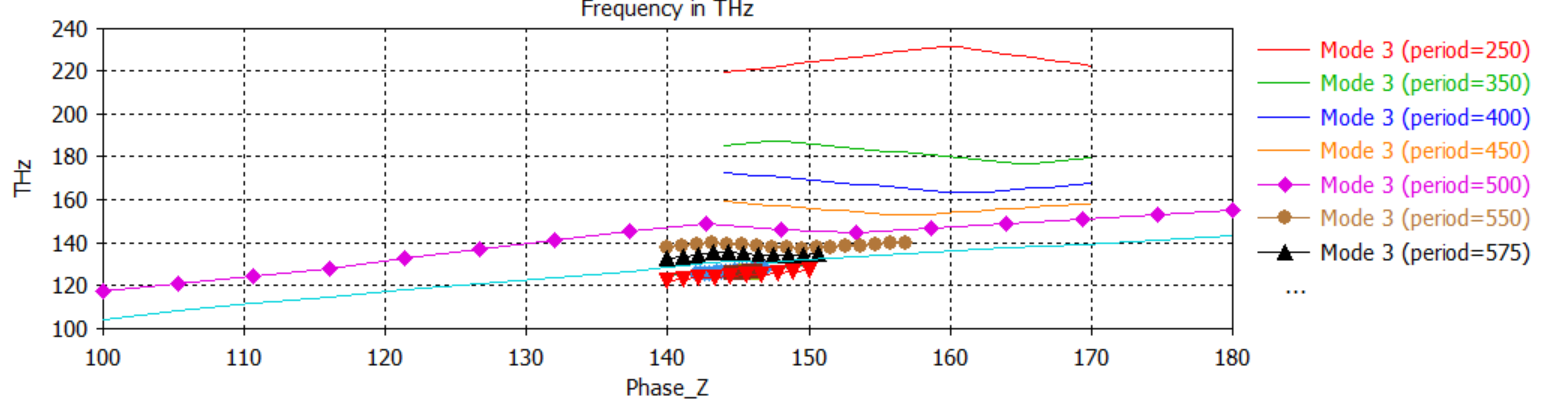 Frequency in THz
240
220
200
180
160
140
120
100
THz
100 110 120 130 140 150 160 170 180
Phase_Z
Mode 3 (period=250)
Mode 3 (period=350)
Mode 3 (period=400)
Mode 3 (period=450)
Mode 3 (period=500)
Mode 3 (period=550)
Mode 3 (period=575)
...